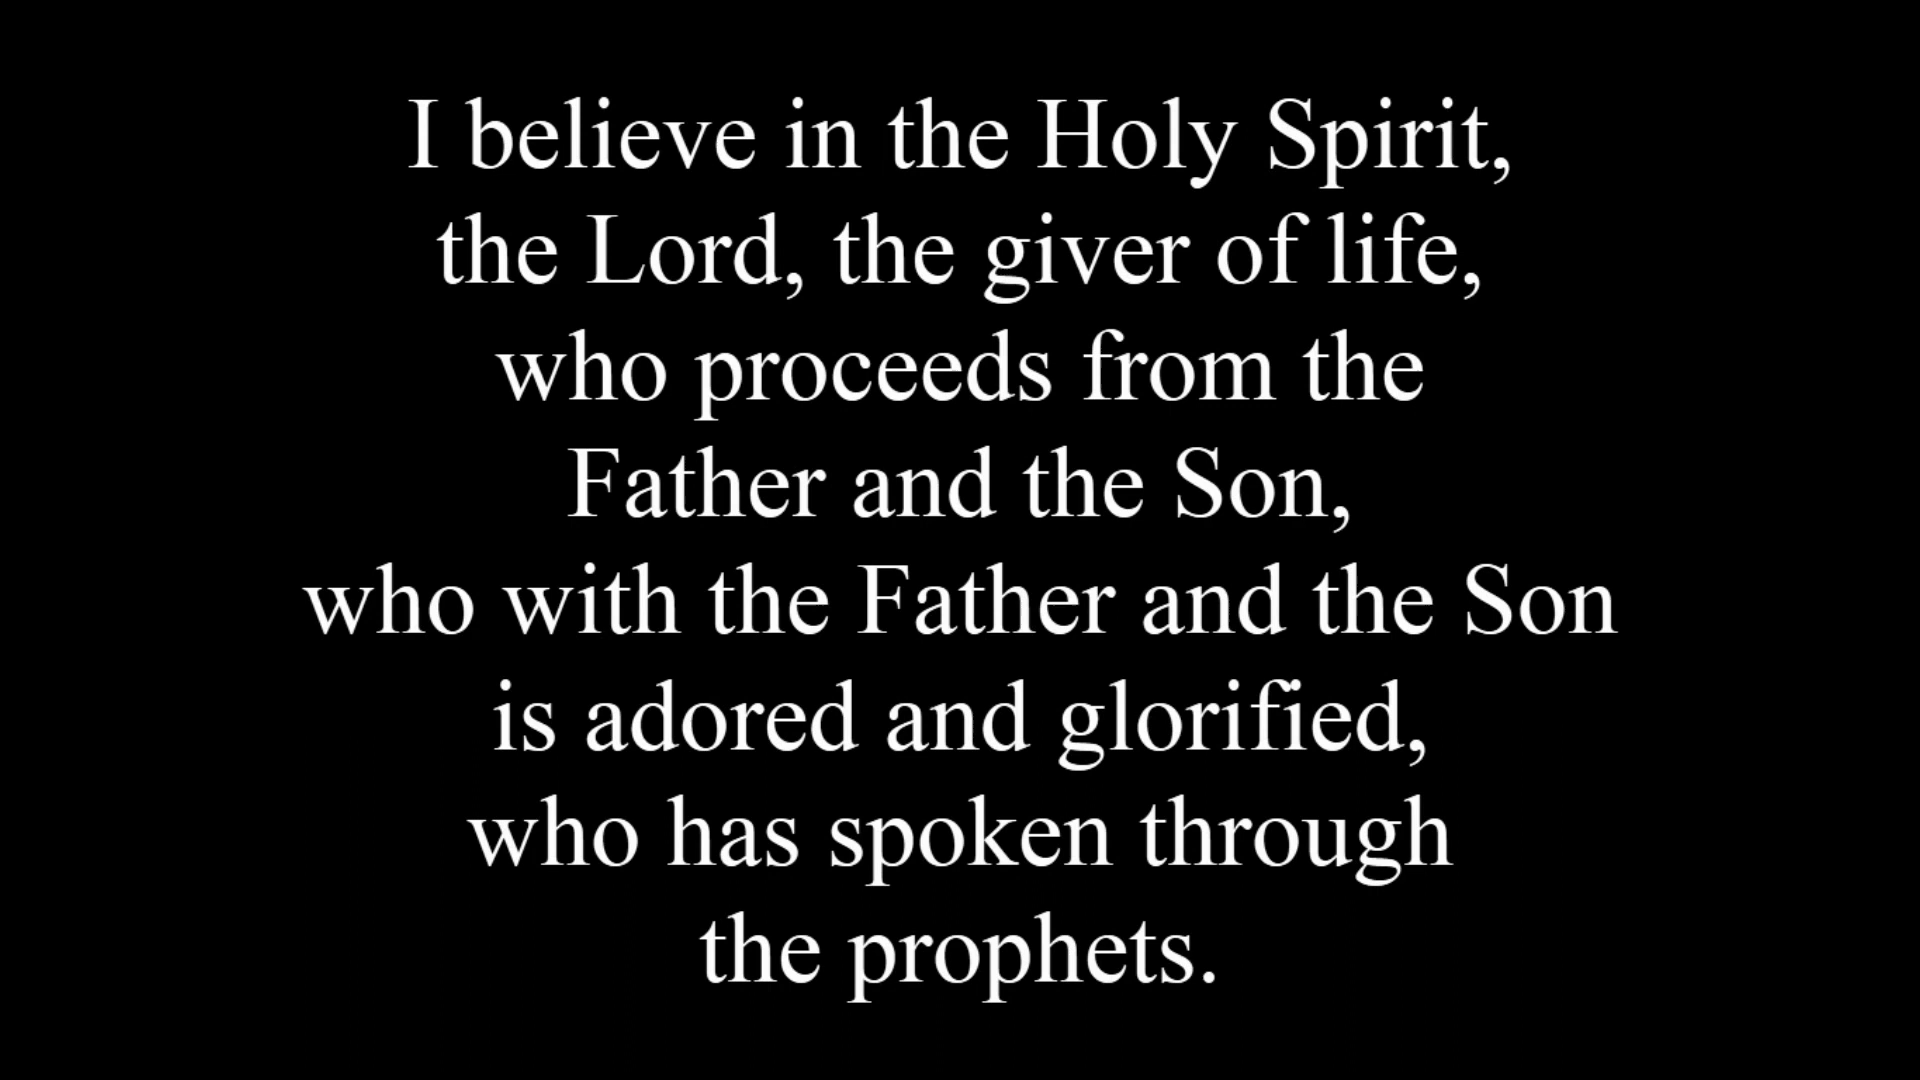 I believe in the Holy Spirit,
the Lord, the giver of life,
who proceeds from the
Father and the Son,
who with the Father and the Son
is adored and glorified,
who has spoken through
the prophets.